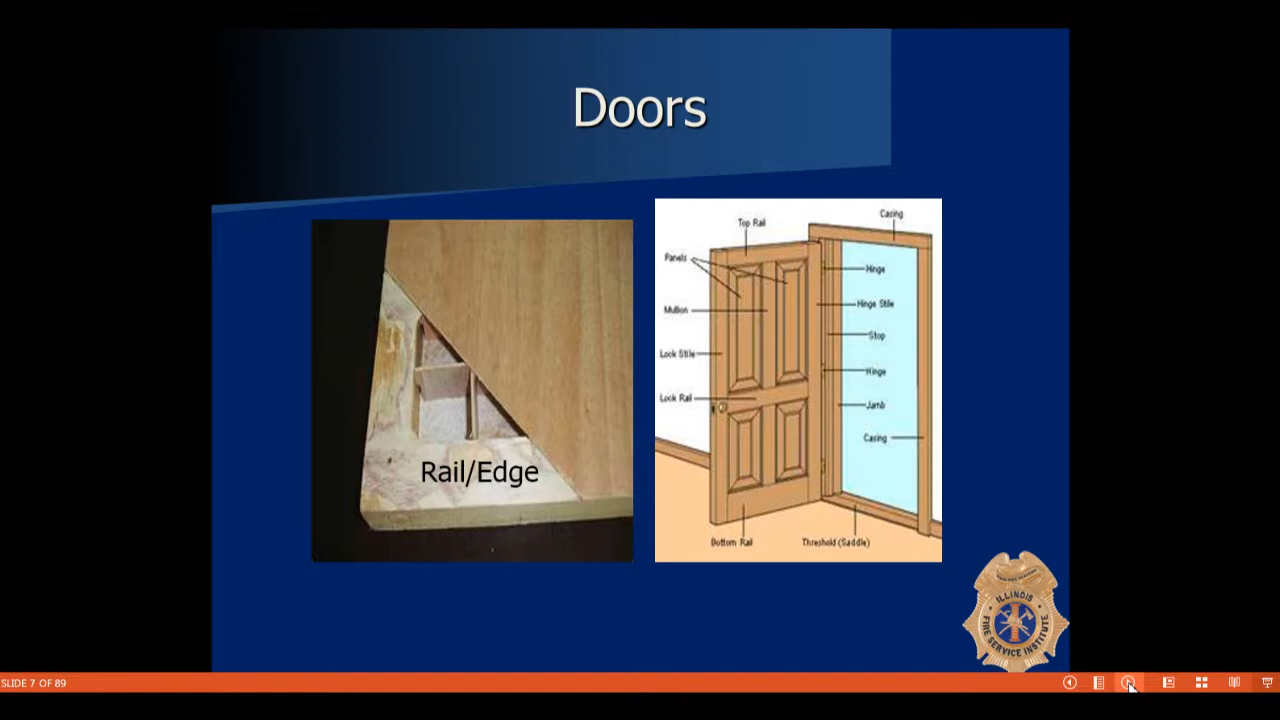 Doors
Rail/Edge
Top Rail
Casing
Panels
Hinge
Mullion
Hinge Stile
Stop
Lock Stile
Hinge
Lock Rail
Jamb
Casing
Bottom Rail
Threshold (Saddle)
ILLINOIS
FIRE SERVICE INSTITUTE
SLIDE 7 OF 89